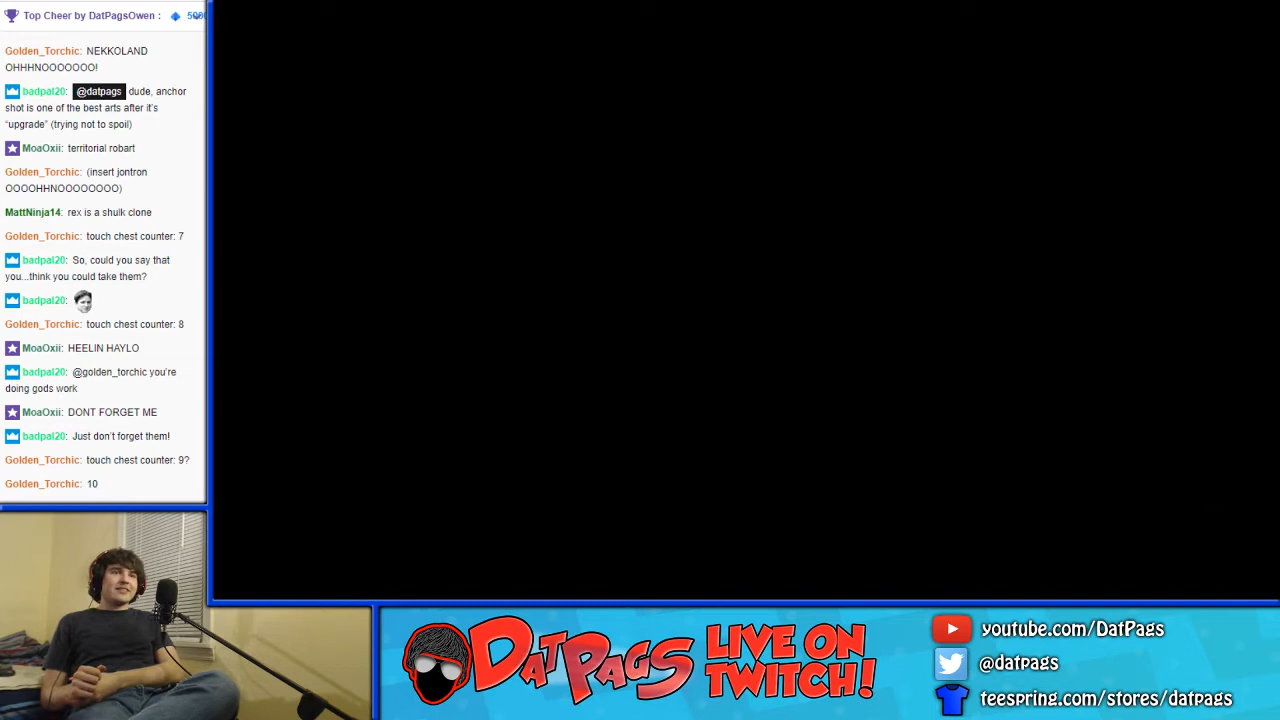 Top Cheer by DatPagsOwen :
Golden_Torchic: NEKKOLAND
OHHHNOOOOOOO!
badpal20: @datpags dude, anchor
shot is one of the best arts after it's
“upgrade” (trying not to spoil)
MoaOxii: territorial robart
Golden_Torchic: (insert jontron
OOOOHHNOOOOOOOO)
MattNinja14: rex is a shulk clone
Golden_Torchic: touch chest counter: 7
badpal20: So, could you say that
you...think you could take them?
badpal20:
Golden_Torchic: touch chest counter: 8
MoaOxii: HEELIN HAYLO
badpal20: @golden_torchic you're
doing gods work
MoaOxii: DONT FORGET ME
badpal20: Just don't forget them!
Golden_Torchic: touch chest counter: 9?
Golden_Torchic: 10
DATPAGS LIVE ON
TWITCH!
youtube.com/DatPags
@datpags
teespring.com/stores/datpags